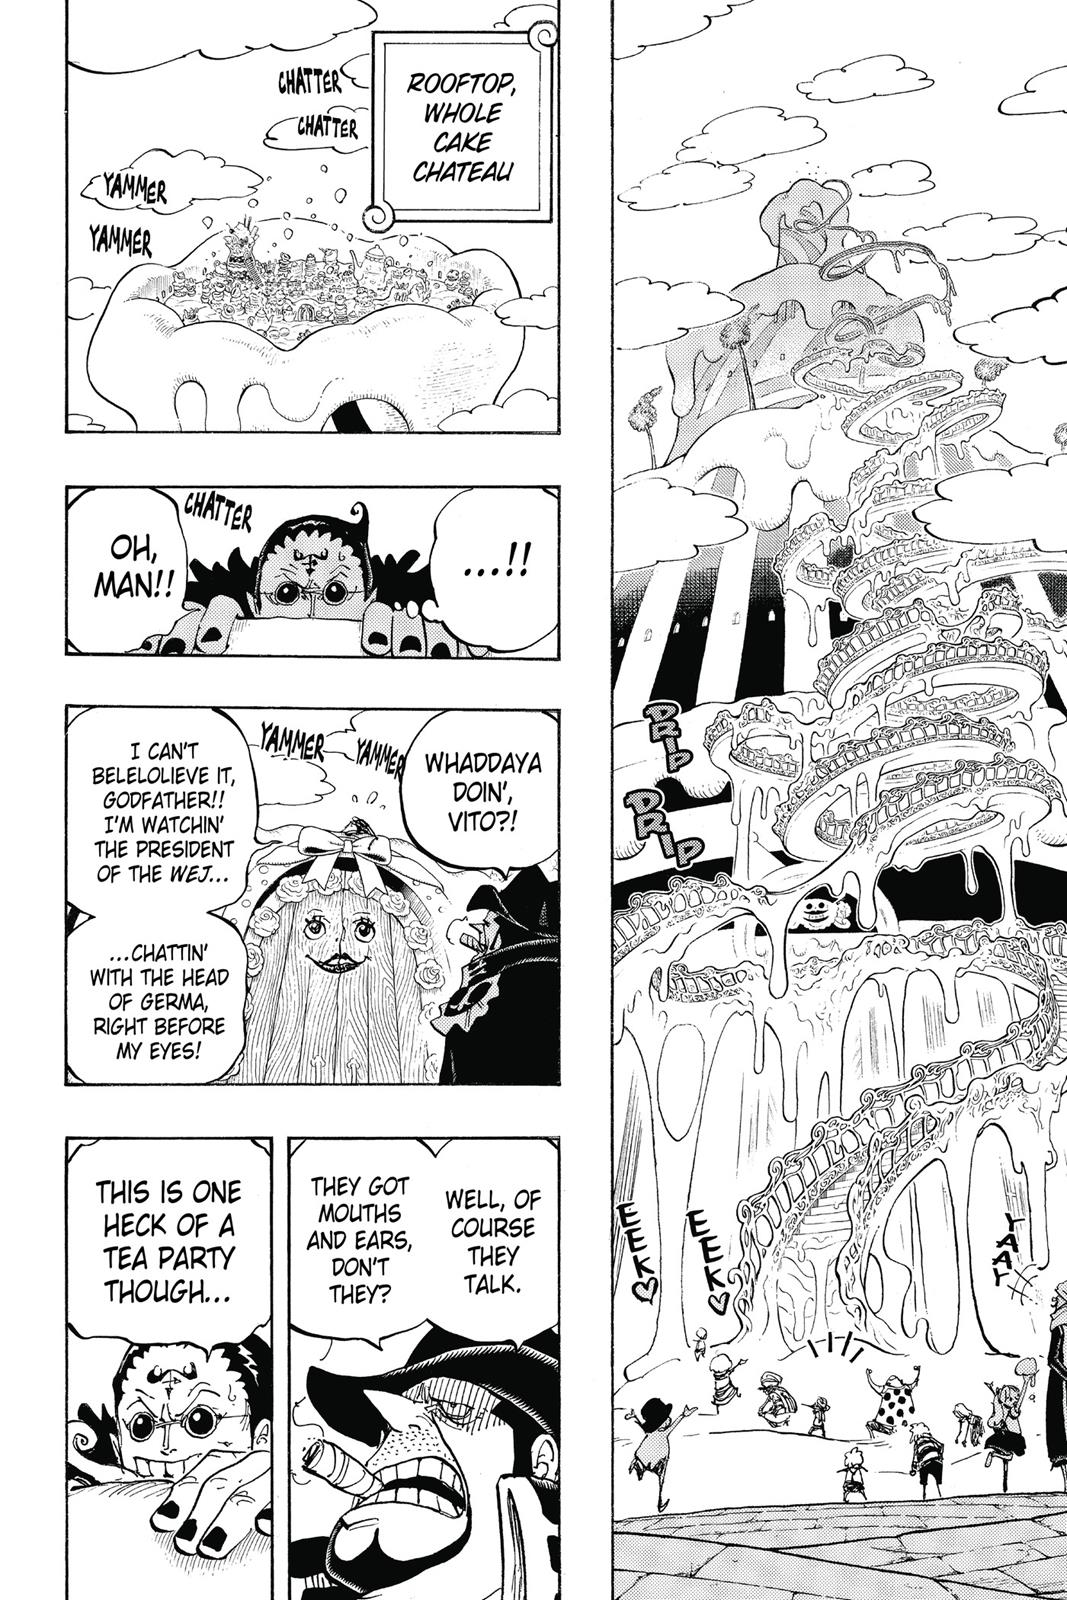 DRIP
DRIP
EEK♡
EEK♡
YAAY
ROOFTOP,
WHOLE
CAKE
CHATEAU
CHATTER
CHATTER
YAMMER
YAMMER
...!!
CHATTER
OH,
MAN!!
WHADDAYA
DOIN',
VITO?!
YAMMER
YAMMER
I CAN'T
BELELOLIEVE IT,
GODFATHER!!
I'M WATCHIN'
THE PRESIDENT
OF THE WEJ...
...CHATTIN'
WITH THE HEAD
OF GERMA,
RIGHT BEFORE
MY EYES!
WELL, OF
COURSE
THEY
TALK.
THEY GOT
MOUTHS
AND EARS,
DON'T
THEY?
THIS IS ONE
HECK OF A
TEA PARTY
THOUGH...